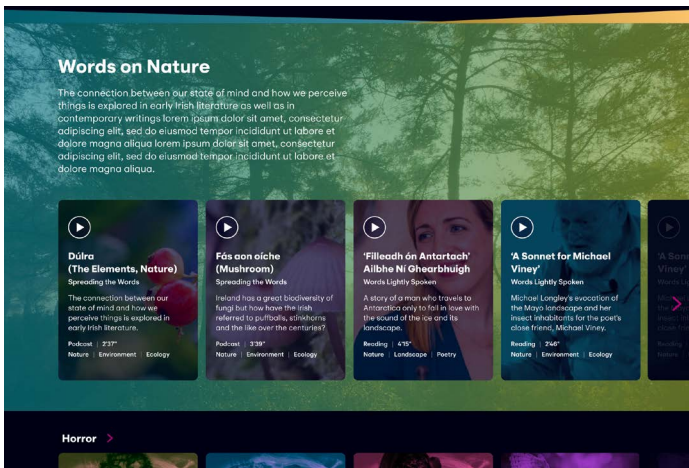 Words on Nature
The connection between our state of mind and how we perceive
things is explored in early Irish literature as well as in
contemporary writings lorem ipsum dolor sit amet, consectetur
adipiscing elit, sed do eiusmod tempor incididunt ut labore et
dolore magna aliqua lorem ipsum dolor sit amet, consectetur
adipiscing elit, sed do eiusmod tempor incididunt ut labore et
dolore magna aliqua.
Dúlra
(The Elements, Nature)
Spreading the Words
The connection between our
state of mind and how we
perceive things is explored in
early Irish literature.
Podcast | 2'37"
Nature | Environment | Ecology
Fás aon oíche
(Mushroom)
Spreading the Words
Ireland has a great biodiversity of
fungi but how have the Irish
referred to puffballs, stinkhorns
and the like over the centuries?
Podcast | 3'39"
Nature | Environment | Ecology
‘Filleadh ón Antartach’
Ailbhe Ní Ghearbhuigh
Words Lightly Spoken
A story of a man who travels to
Antarctica only to fall in love with
the sound of the ice and its
landscape.
Reading | 4'15"
Nature | Landscape | Poetry
‘A Sonnet for Michael
Viney’
Words Lightly Spoken
Michael Longley’s evocation of
the Mayo landscape and her
insect inhabitants for the poet’s
close friend, Michael Viney.
Reading | 2'46"
Nature | Environment | Ecology
‘A Son
Viney’
Words L
Reading
Nature
Horror